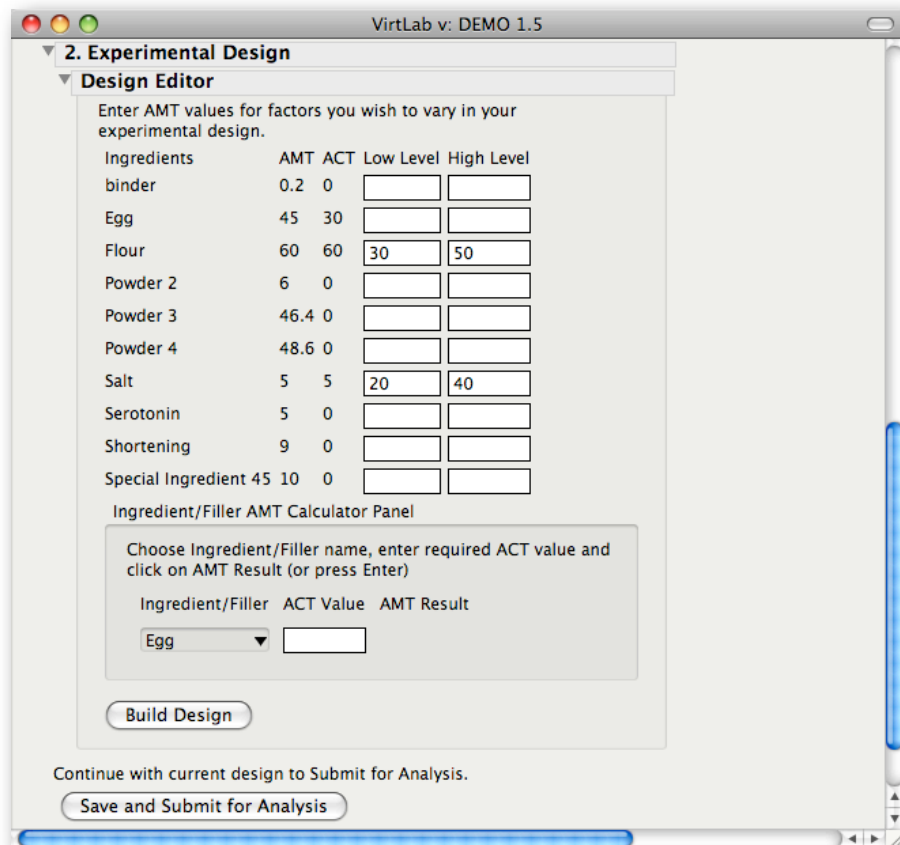 VirtLab v: DEMO 1.5
2. Experimental Design
Design Editor
Enter AMT values for factors you wish to vary in your
experimental design.
Ingredients AMT ACT Low Level High Level
binder 0.2 0
Egg 45 30
Flour 60 60 30 50
Powder 2 6 0
Powder 3 46.4 0
Powder 4 48.6 0
Salt 5 5 20 40
Serotonin 5 0
Shortening 9 0
Special Ingredient 45 10 0
Ingredient/Filler AMT Calculator Panel
Choose Ingredient/Filler name, enter required ACT value and
click on AMT Result (or press Enter)
Ingredient/Filler ACT Value AMT Result
Egg
Build Design
Continue with current design to Submit for Analysis.
Save and Submit for Analysis